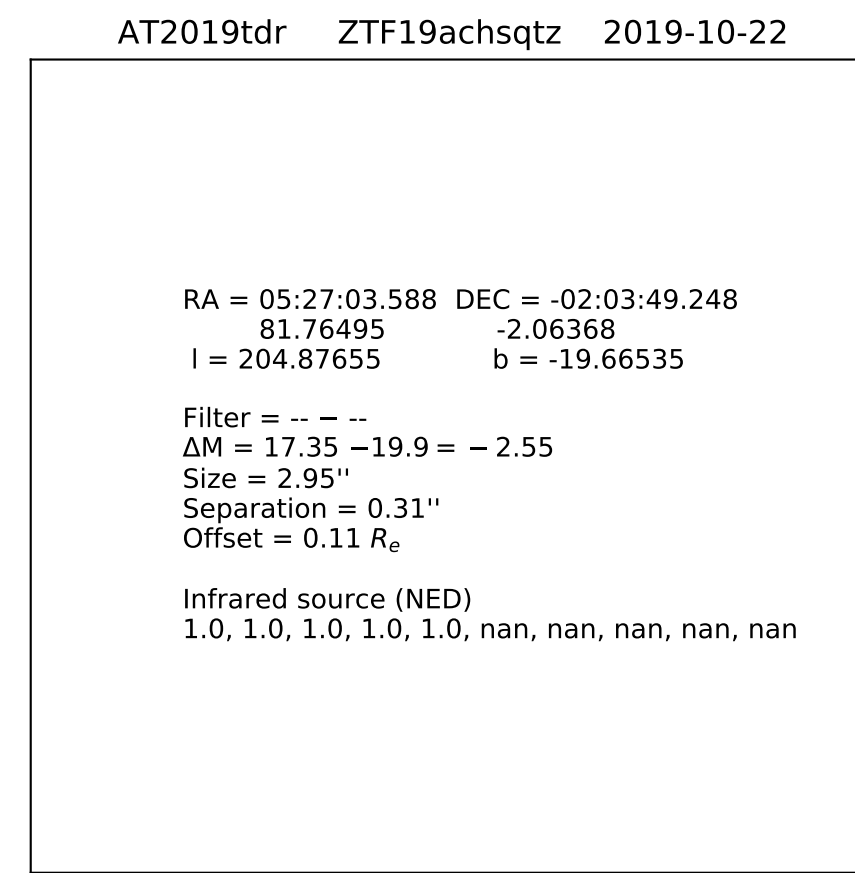 AT2019tdr ZTF19achsqtz 2019-10-22
RA = 05:27:03.588 DEC = -02:03:49.248
81.76495 -2.06368
l = 204.87655 b = -19.66535
Filter = -- − --
ΔM = 17.35 −19.9 = − 2.55
Size = 2.95''
Separation = 0.31''
Offset = 0.11 Rₑ
Infrared source (NED)
1.0, 1.0, 1.0, 1.0, 1.0, nan, nan, nan, nan, nan